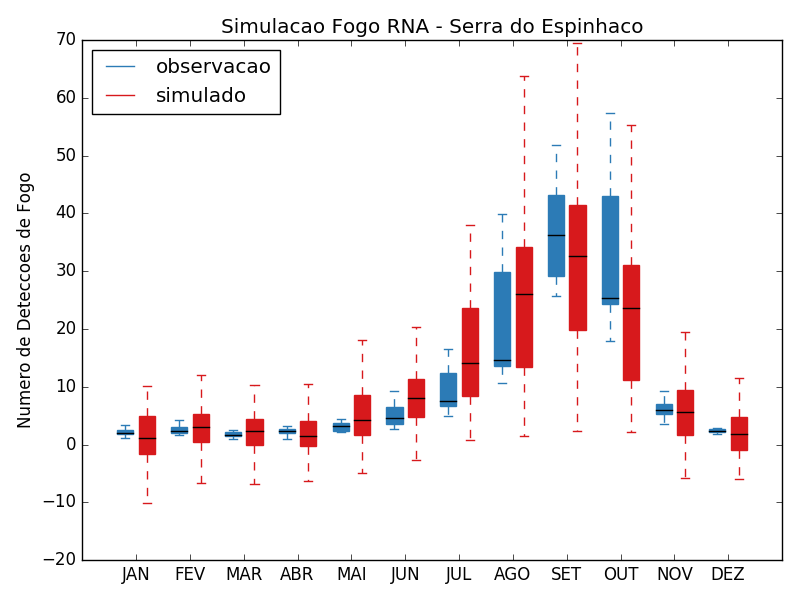 Simulacao Fogo RNA - Serra do Espinhaco
observacao
simulado
Numero de Deteccoes de Fogo
70
60
50
40
30
20
10
0
−10
−20
JAN FEV MAR ABR MAI JUN JUL AGO SET OUT NOV DEZ